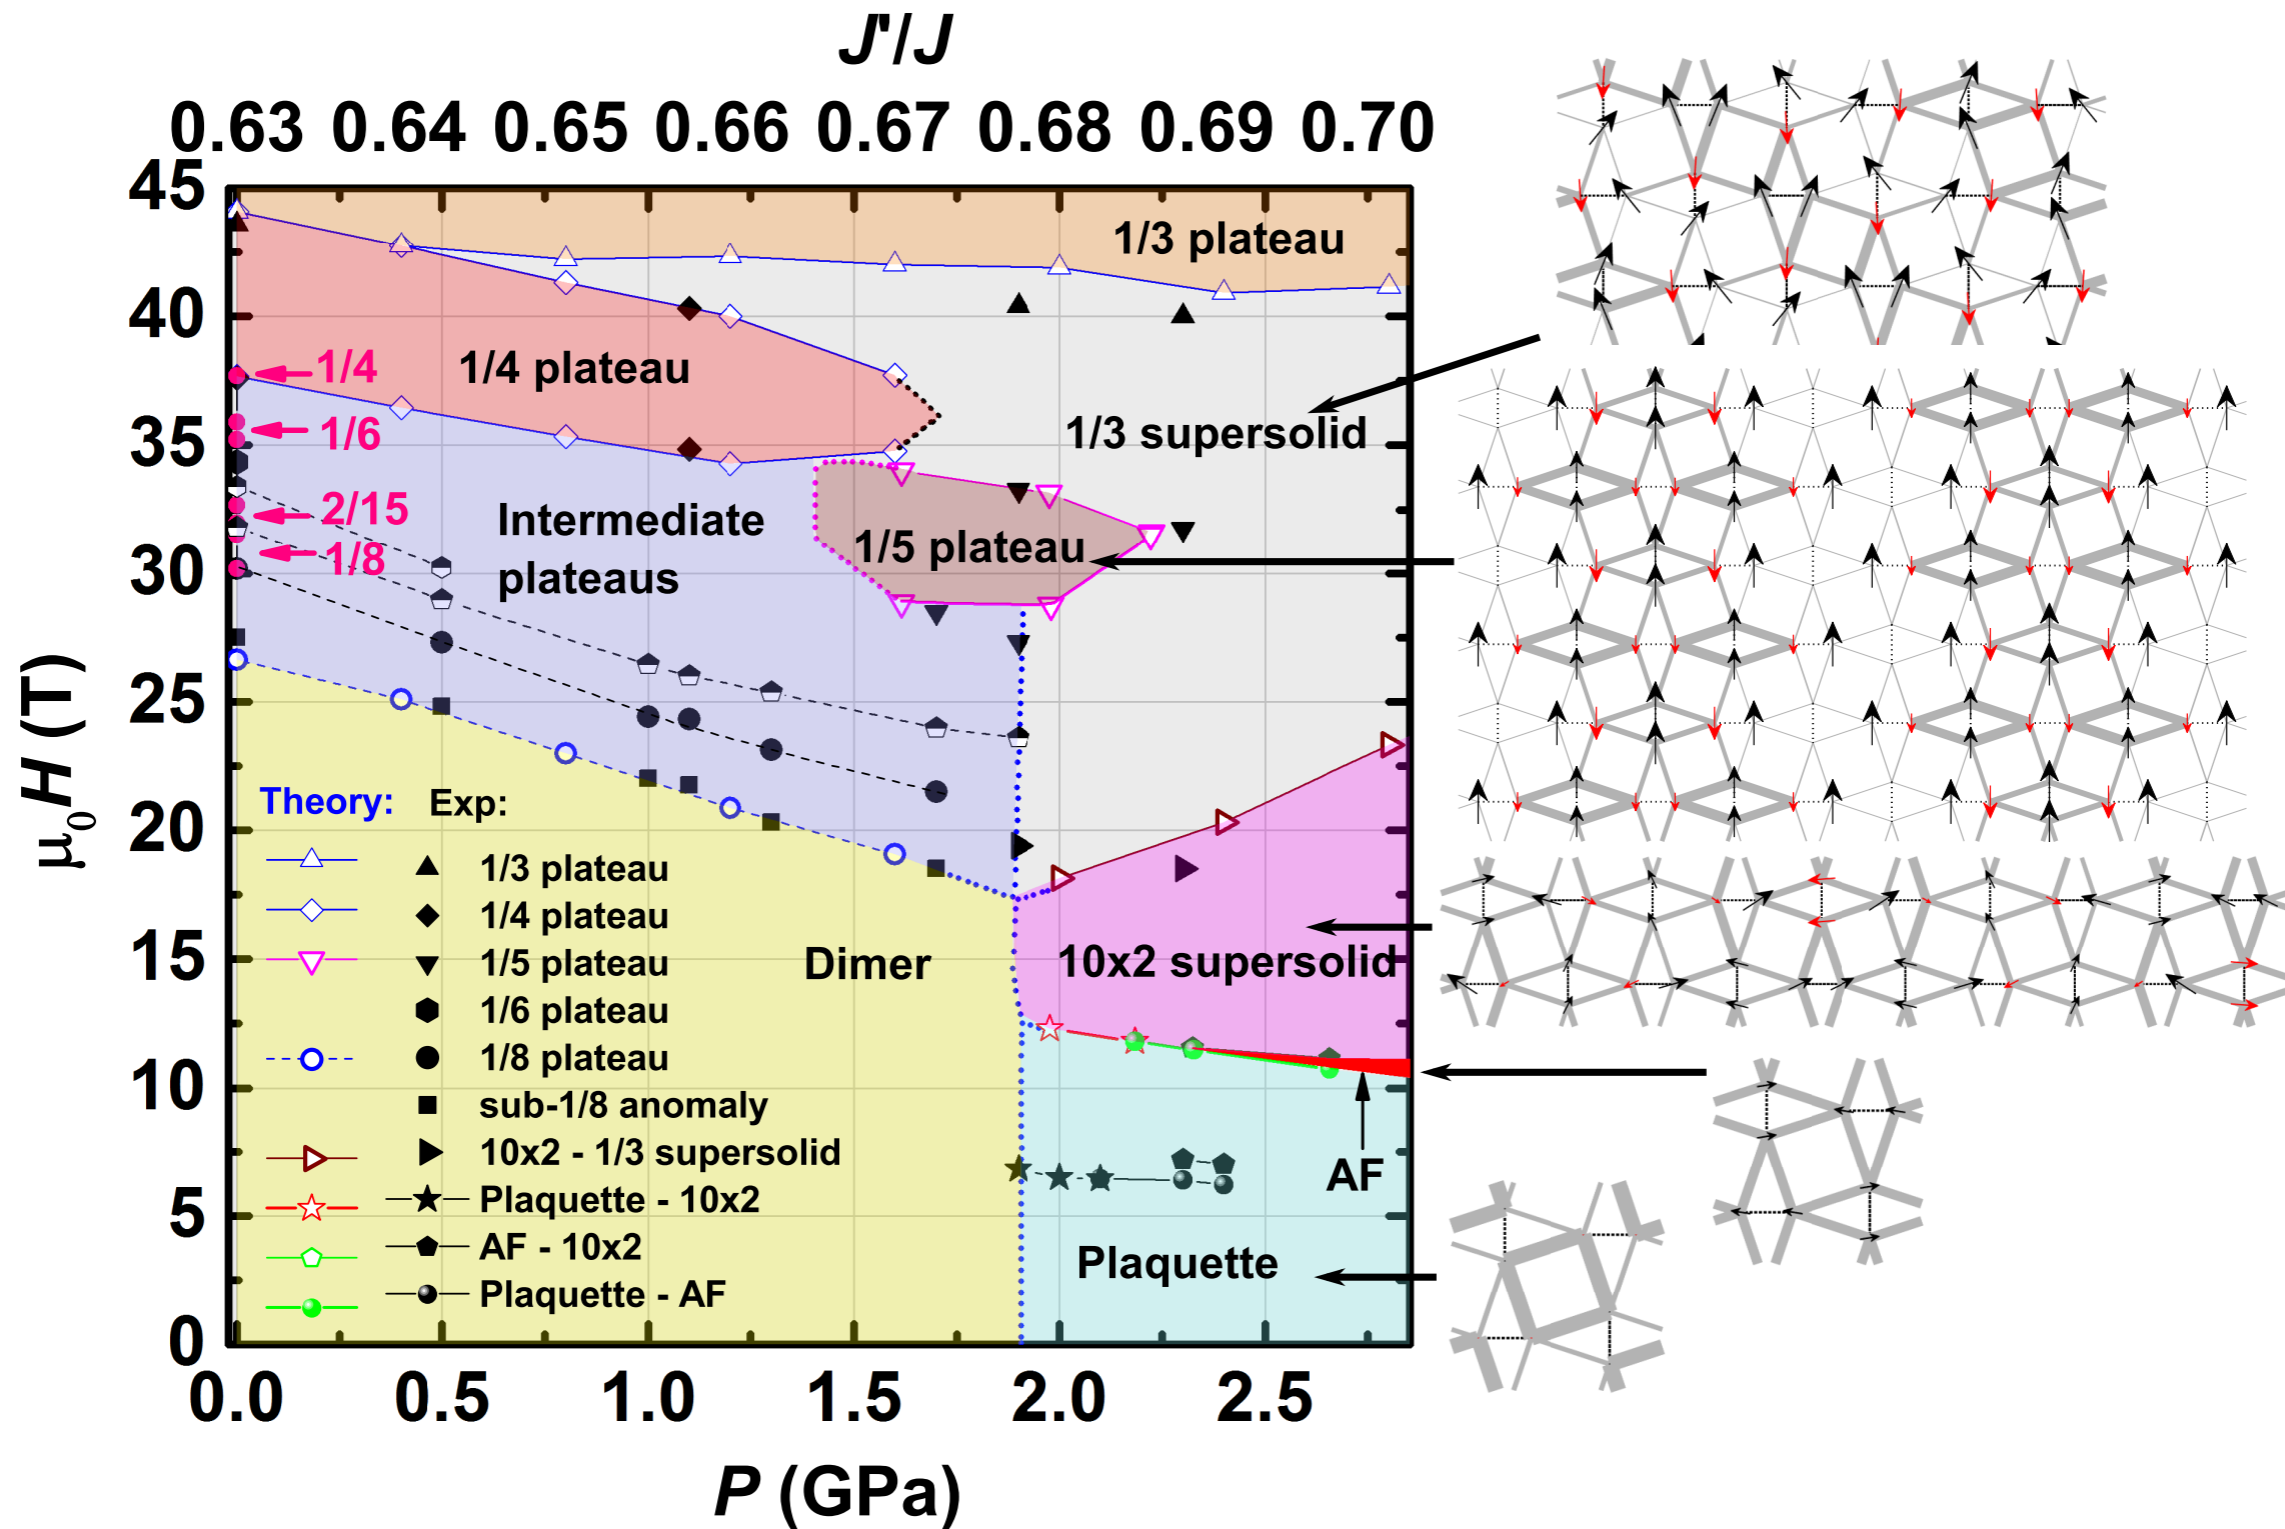 J'/J
0.63 0.64 0.65 0.66 0.67 0.68 0.69 0.70
45
40
35
30
25
20
15
10
5
0
μ0H (T)
1/3 plateau
1/4 plateau
1/4
1/6
2/15
1/8
1/3 supersolid
Intermediate
plateaus
1/5 plateau
Theory: Exp:
1/3 plateau
1/4 plateau
1/5 plateau
1/6 plateau
1/8 plateau
sub-1/8 anomaly
10x2 - 1/3 supersolid
Plaquette - 10x2
AF - 10x2
Plaquette - AF
Dimer
10x2 supersolid
AF
Plaquette
0.0 0.5 1.0 1.5 2.0 2.5
P (GPa)